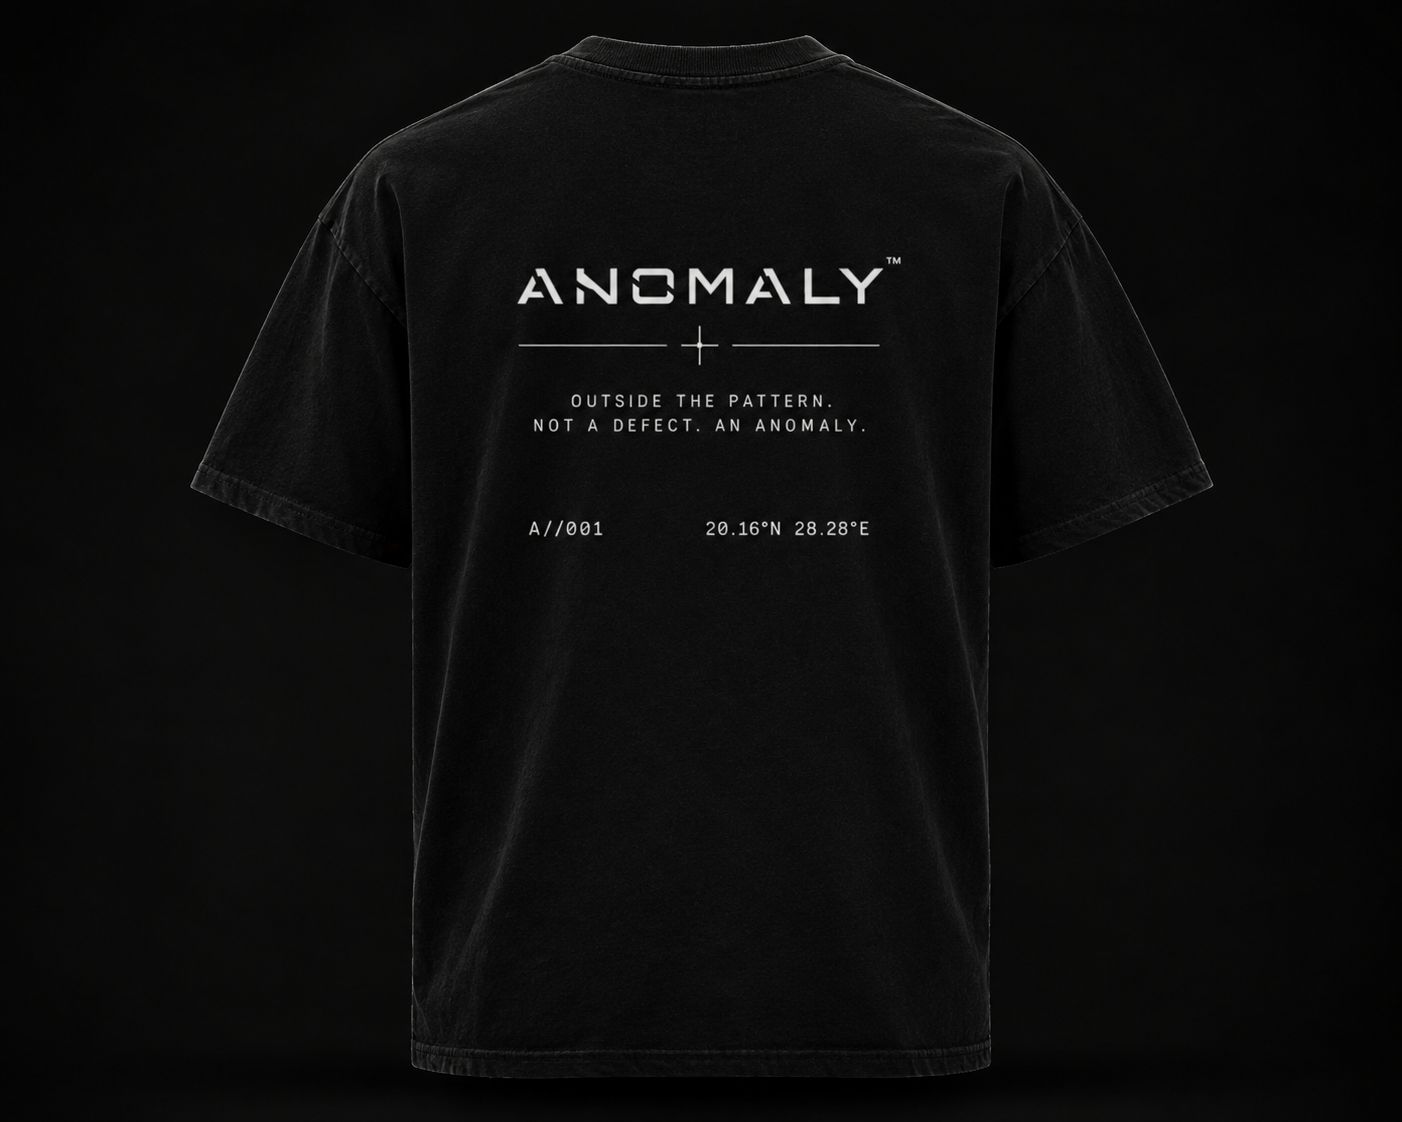 ANOMALY™
OUTSIDE THE PATTERN.
NOT A DEFECT. AN ANOMALY.
A//001 20.16°N 28.28°E